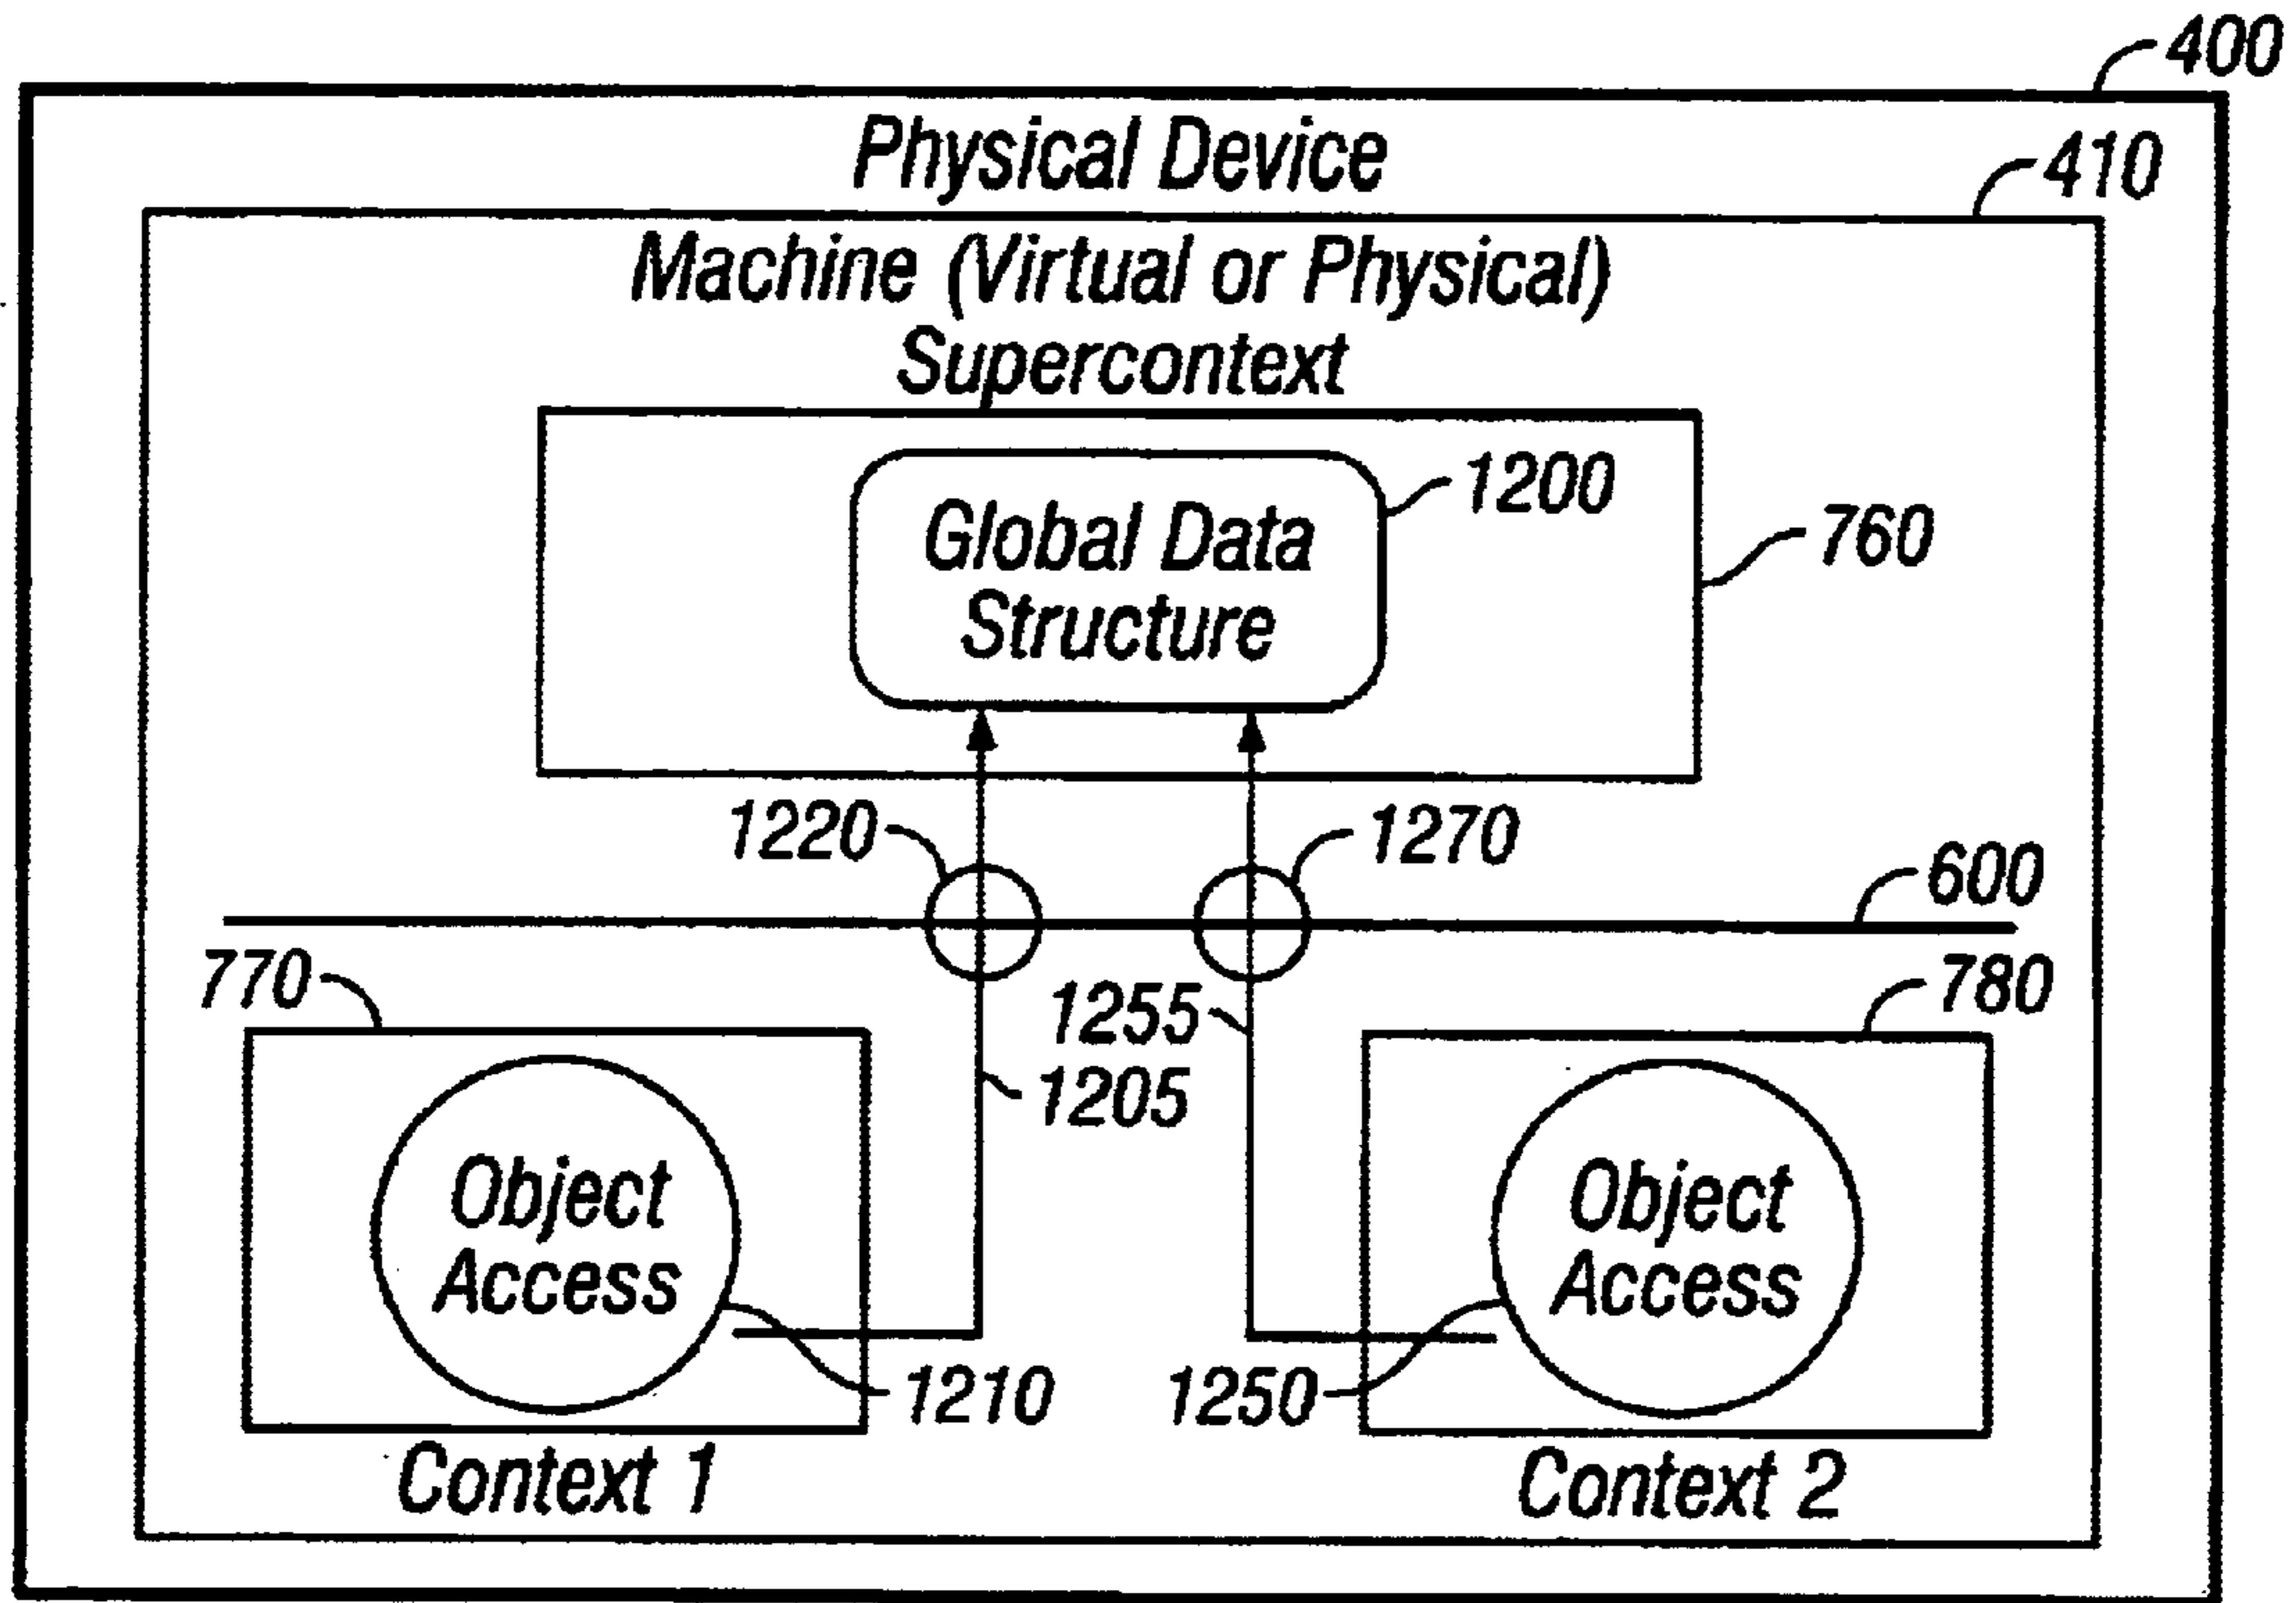 400
Physical Device
410
Machine (Virtual or Physical)
Supercontext
1200
Global Data
Structure
760
1220
1270
600
770
780
1255
1205
Object
Access
Object
Access
1210
1250
Context 1
Context 2